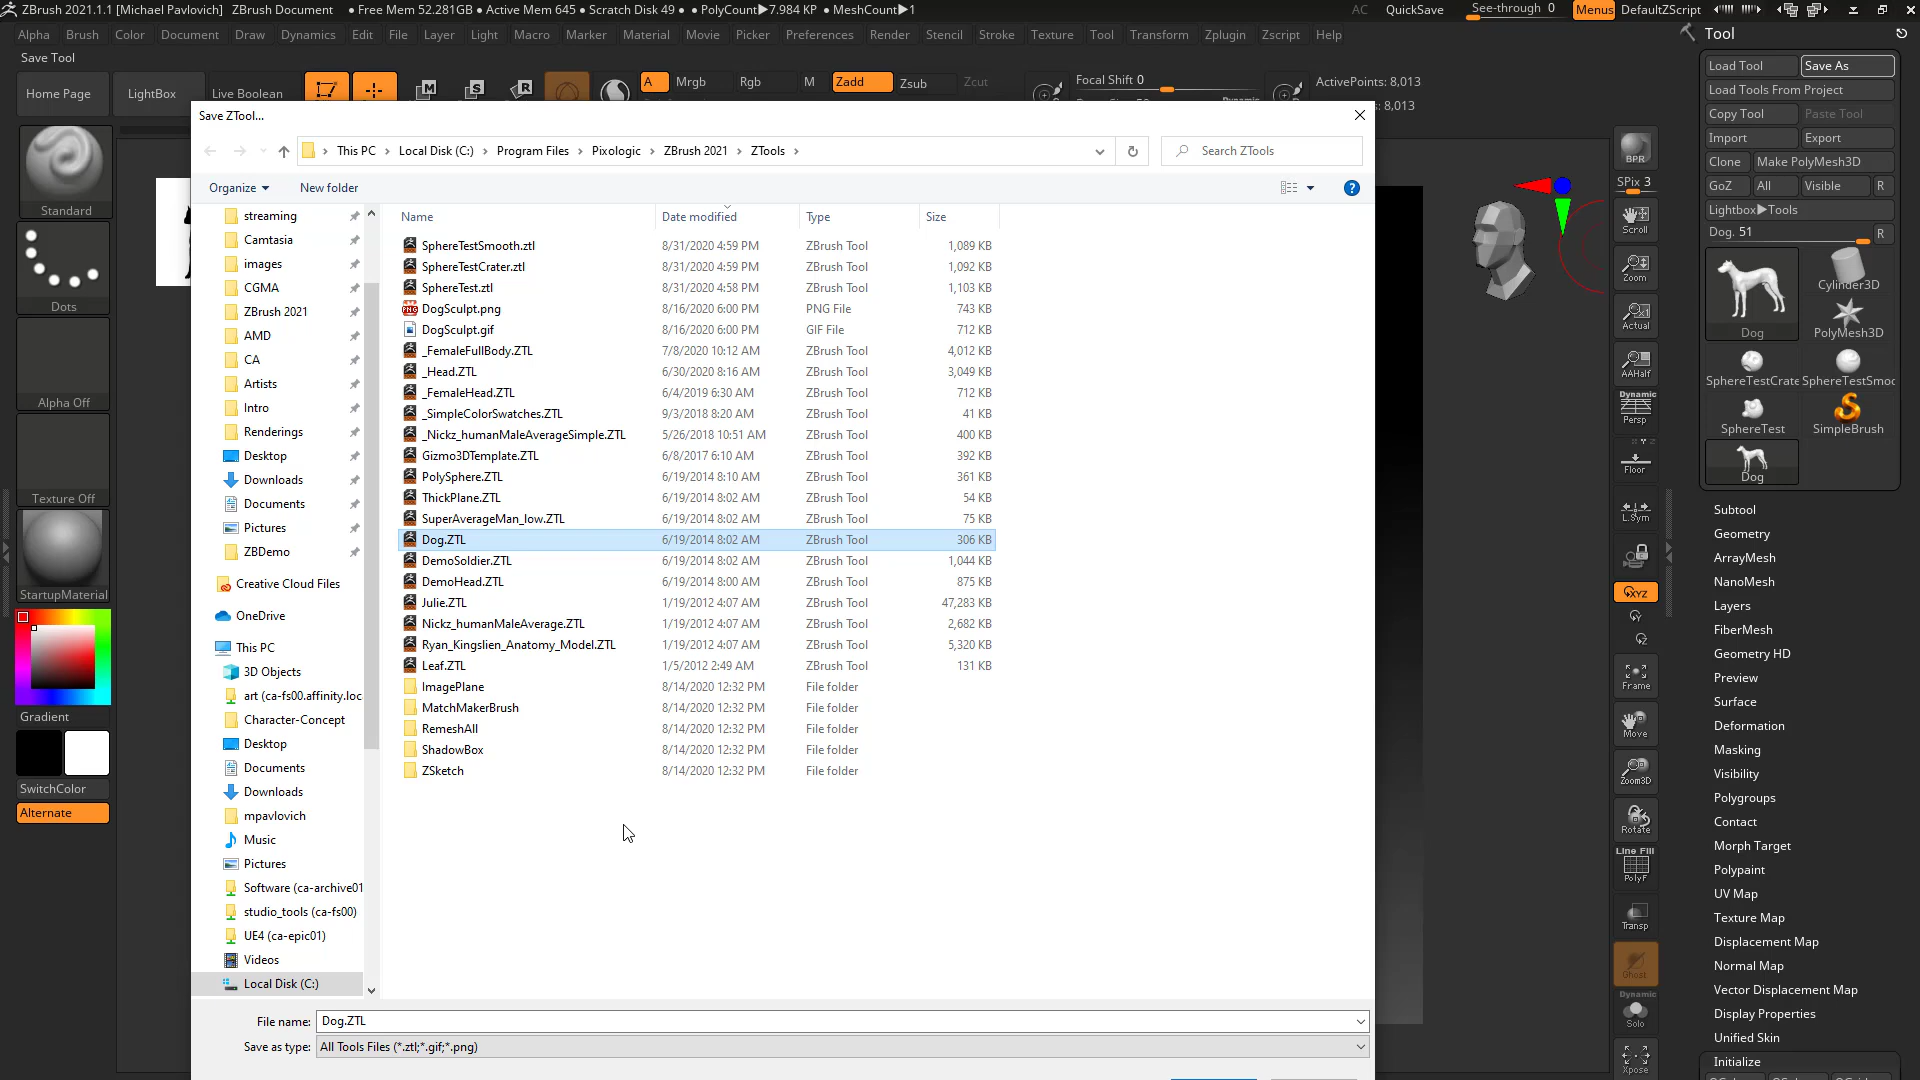 ZBrush 2021.1.1 [Michael Pavlovich]   ZBrush Document   • Free Mem 52.281GB • Active Mem 645 • Scratch Disk 49 •  • PolyCount▶7.984 KP  • MeshCount▶1   AC   QuickSave   See-through  0   Menus   DefaultZScript
Alpha   Brush   Color   Document   Draw   Dynamics   Edit   File   Layer   Light   Macro   Marker   Material   Movie   Picker   Preferences   Render   Stencil   Stroke   Texture   Tool   Transform   Zplugin   Zscript   Help
Save Tool
Home Page   LightBox   Live Boolean   M   S   R   A   Mrgb   Rgb   M   Zadd   Zsub   Zcut   Focal Shift 0   Dynamic   ActivePoints: 8,013
s: 8,013
Standard
Dots
Alpha Off
Texture Off
StartupMaterial
Gradient
SwitchColor
Alternate
Save ZTool...
This PC › Local Disk (C:) › Program Files › Pixologic › ZBrush 2021 › ZTools ›   Search ZTools
Organize   New folder
streaming
Camtasia
images
CGMA
ZBrush 2021
AMD
CA
Artists
Intro
Renderings
Desktop
Downloads
Documents
Pictures
ZBDemo
Creative Cloud Files
OneDrive
This PC
3D Objects
art (ca-fs00.affinity.loc
Character-Concept
Desktop
Documents
Downloads
mpavlovich
Music
Pictures
Software (ca-archive01
studio_tools (ca-fs00)
UE4 (ca-epic01)
Videos
Local Disk (C:)
Name   Date modified   Type   Size
SphereTestSmooth.ztl   8/31/2020 4:59 PM   ZBrush Tool   1,089 KB
SphereTestCrater.ztl   8/31/2020 4:59 PM   ZBrush Tool   1,092 KB
SphereTest.ztl   8/31/2020 4:58 PM   ZBrush Tool   1,103 KB
DogSculpt.png   8/16/2020 6:00 PM   PNG File   743 KB
DogSculpt.gif   8/16/2020 6:00 PM   GIF File   712 KB
_FemaleFullBody.ZTL   7/8/2020 10:12 AM   ZBrush Tool   4,012 KB
_Head.ZTL   6/30/2020 8:16 AM   ZBrush Tool   3,049 KB
_FemaleHead.ZTL   6/4/2019 6:30 AM   ZBrush Tool   712 KB
_SimpleColorSwatches.ZTL   9/3/2018 8:20 AM   ZBrush Tool   41 KB
_Nickz_humanMaleAverageSimple.ZTL   5/26/2018 10:51 AM   ZBrush Tool   400 KB
Gizmo3DTemplate.ZTL   6/8/2017 6:10 AM   ZBrush Tool   392 KB
PolySphere.ZTL   6/19/2014 8:10 AM   ZBrush Tool   361 KB
ThickPlane.ZTL   6/19/2014 8:02 AM   ZBrush Tool   54 KB
SuperAverageMan_low.ZTL   6/19/2014 8:02 AM   ZBrush Tool   75 KB
Dog.ZTL   6/19/2014 8:02 AM   ZBrush Tool   306 KB
DemoSoldier.ZTL   6/19/2014 8:02 AM   ZBrush Tool   1,044 KB
DemoHead.ZTL   6/19/2014 8:00 AM   ZBrush Tool   875 KB
Julie.ZTL   1/19/2012 4:07 AM   ZBrush Tool   47,283 KB
Nickz_humanMaleAverage.ZTL   1/19/2012 4:07 AM   ZBrush Tool   2,682 KB
Ryan_Kingslien_Anatomy_Model.ZTL   1/19/2012 4:07 AM   ZBrush Tool   5,320 KB
Leaf.ZTL   1/5/2012 2:49 AM   ZBrush Tool   131 KB
ImagePlane   8/14/2020 12:32 PM   File folder
MatchMakerBrush   8/14/2020 12:32 PM   File folder
RemeshAll   8/14/2020 12:32 PM   File folder
ShadowBox   8/14/2020 12:32 PM   File folder
ZSketch   8/14/2020 12:32 PM   File folder
File name: Dog.ZTL
Save as type: All Tools Files (*.ztl;*.gif;*.png)
BPR
SPix 3
Scroll
Zoom
Actual
AAHalf
Dynamic
Persp
Floor
L.Sym
XYZ
Frame
Move
Zoom3D
Rotate
Line Fill
PolyF
Transp
Ghost
Dynamic
Solo
Xpose
Tool
Load Tool   Save As
Load Tools From Project
Copy Tool   Paste Tool
Import   Export
Clone   Make PolyMesh3D
GoZ   All   Visible   R
Lightbox▶Tools
Dog. 51   R
Dog   Cylinder3D
PolyMesh3D
SphereTestCrate   SphereTestSmoo
SphereTest   SimpleBrush
Dog
Subtool
Geometry
ArrayMesh
NanoMesh
Layers
FiberMesh
Geometry HD
Preview
Surface
Deformation
Masking
Visibility
Polygroups
Contact
Morph Target
Polypaint
UV Map
Texture Map
Displacement Map
Normal Map
Vector Displacement Map
Display Properties
Unified Skin
Initialize